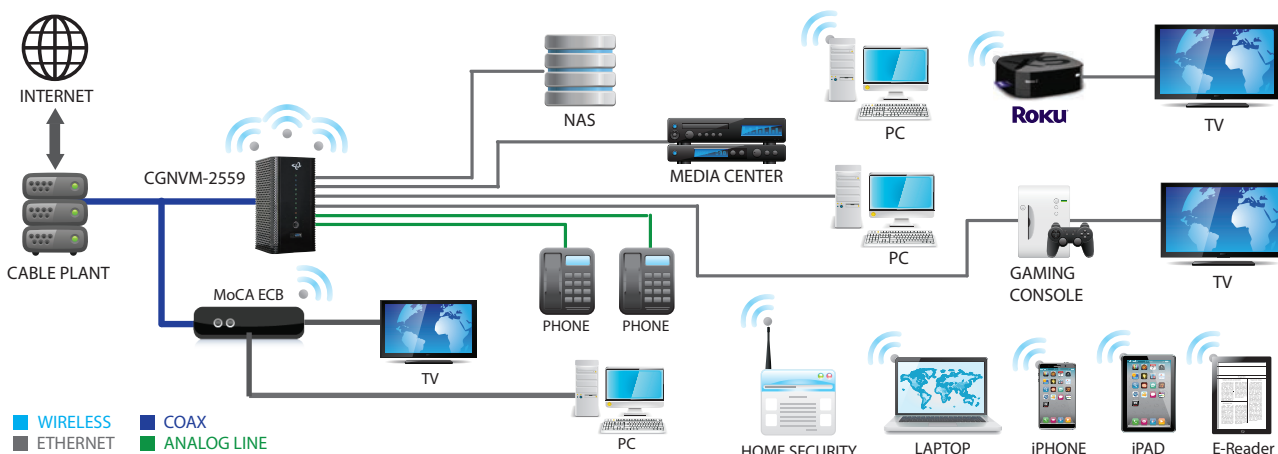 INTERNET
CABLE PLANT
CGNVM-2559
MoCA ECB
TV
PC
NAS
MEDIA CENTER
PHONE
PHONE
PC
PC
Roku
TV
GAMING
CONSOLE
TV
HOME SECURITY
LAPTOP
iPHONE
iPAD
E-Reader
WIRELESS
COAX
ETHERNET
ANALOG LINE